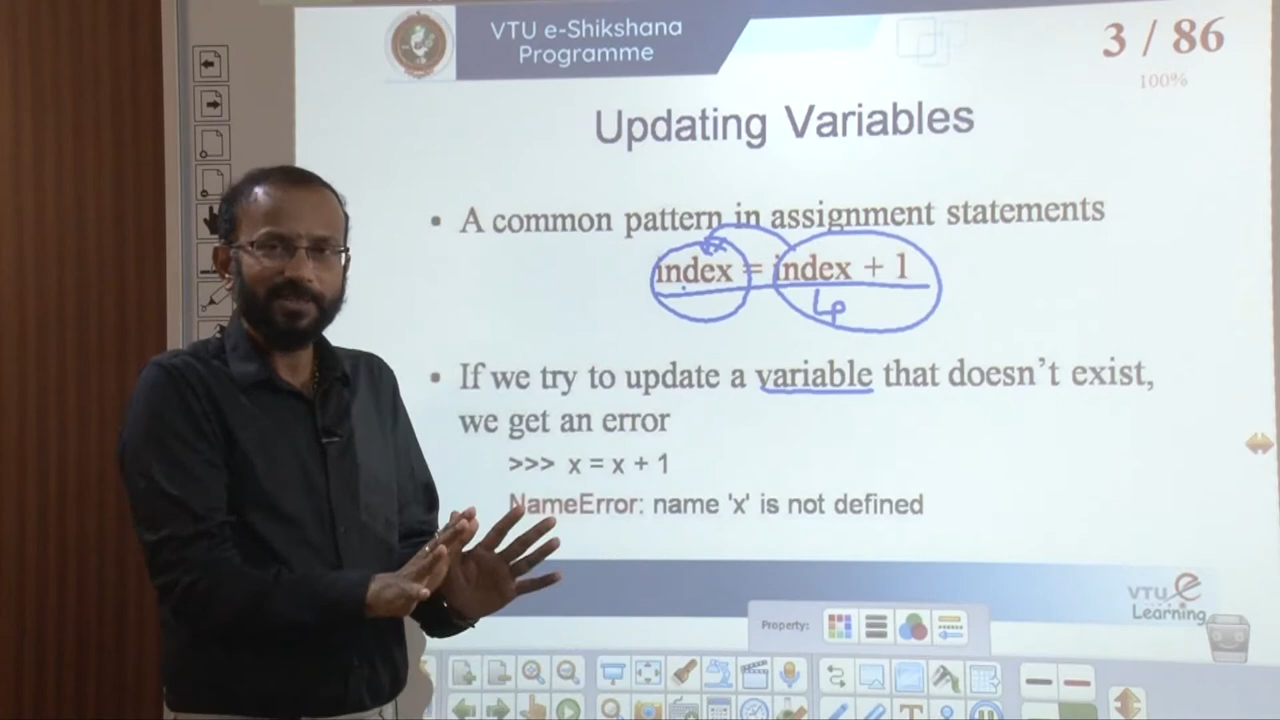 VTU e-Shikshana
Programme
3 / 86
100%
Updating Variables
• A common pattern in assignment statements
index = index + 1
• If we try to update a variable that doesn't exist,
we get an error
>>> x = x + 1
NameError: name 'x' is not defined
VTU e
Learning
Property: